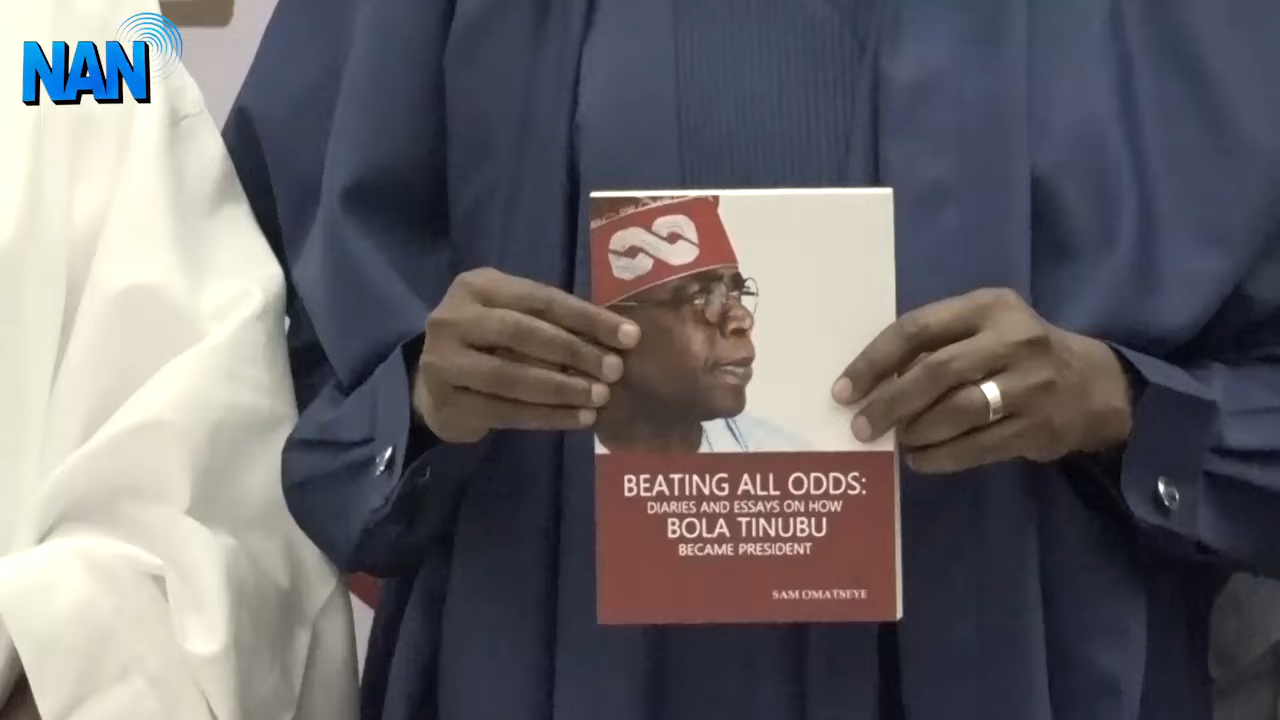 NAN
BEATING ALL ODDS:
DIARIES AND ESSAYS ON HOW
BOLA TINUBU
BECAME PRESIDENT
SAM OMATSEYE